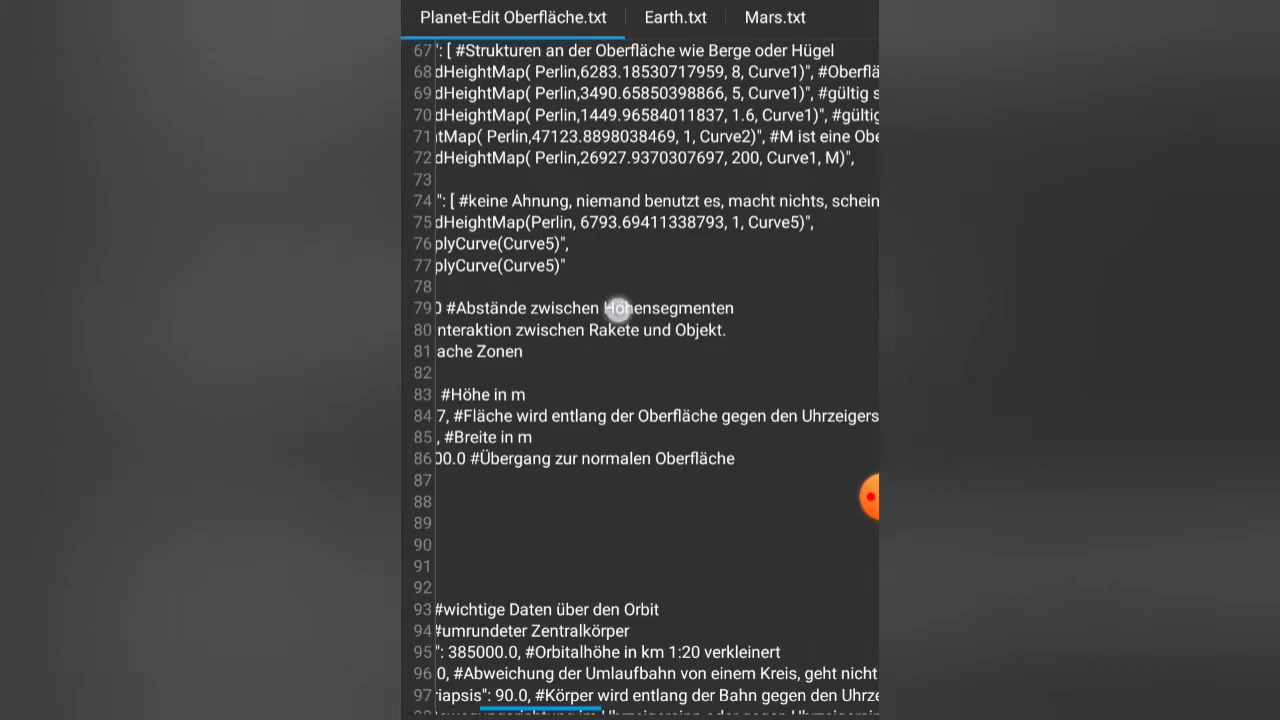 Planet-Edit Oberfläche.txt Earth.txt Mars.txt
67 ": [ #Strukturen an der Oberfläche wie Berge oder Hügel
68 dHeightMap( Perlin,6283.18530717959, 8, Curve1)", #Oberflä
69 dHeightMap( Perlin,3490.65850398866, 5, Curve1)", #gültig s
70 dHeightMap( Perlin,1449.96584011837, 1.6, Curve1)", #gültig
71 tMap( Perlin,47123.8898038469, 1, Curve2)", #M ist eine Obe
72 dHeightMap( Perlin,26927.9370307697, 200, Curve1, M)",
73
74 ": [ #keine Ahnung, niemand benutzt es, macht nichts, schein
75 dHeightMap(Perlin, 6793.69411338793, 1, Curve5)",
76 plyCurve(Curve5)",
77 plyCurve(Curve5)"
78
79 0 #Abstände zwischen Höhensegmenten
80 nteraktion zwischen Rakete und Objekt.
81 ache Zonen
82
83 #Höhe in m
84 7, #Fläche wird entlang der Oberfläche gegen den Uhrzeigers
85 , #Breite in m
86 00.0 #Übergang zur normalen Oberfläche
87
88
89
90
91
92
93 #wichtige Daten über den Orbit
94 #umrundeter Zentralkörper
95 ": 385000.0, #Orbitalhöhe in km 1:20 verkleinert
96 0, #Abweichung der Umlaufbahn von einem Kreis, geht nicht
97 riapsis": 90.0, #Körper wird entlang der Bahn gegen den Uhrze